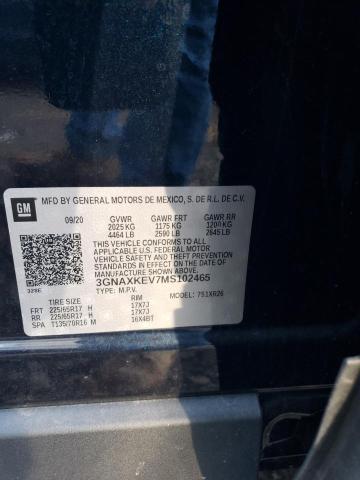 GM
MFD BY GENERAL MOTORS DE MEXICO, S. DE R.L. DE C.V.
09/20 GVWR GAWR FRT GAWR RR
2025 KG 1175 KG 1200 KG
4464 LB 2590 LB 2645 LB
THIS VEHICLE CONFORMS TO ALL
APPLICABLE U.S. FEDERAL MOTOR
VEHICLE SAFETY, BUMPER, AND
THEFT PREVENTION STANDARDS
IN EFFECT ON THE DATE OF
MANUFACTURE SHOWN ABOVE.
3GNAXKEV7MS102465
TYPE: M.P.V. MODEL: 7S1XR26
TIRE SIZE RIM
FRT 225/65R17 H 17X7J
RR 225/65R17 H 17X7J
SPA T135/70R16 M 16X4BT